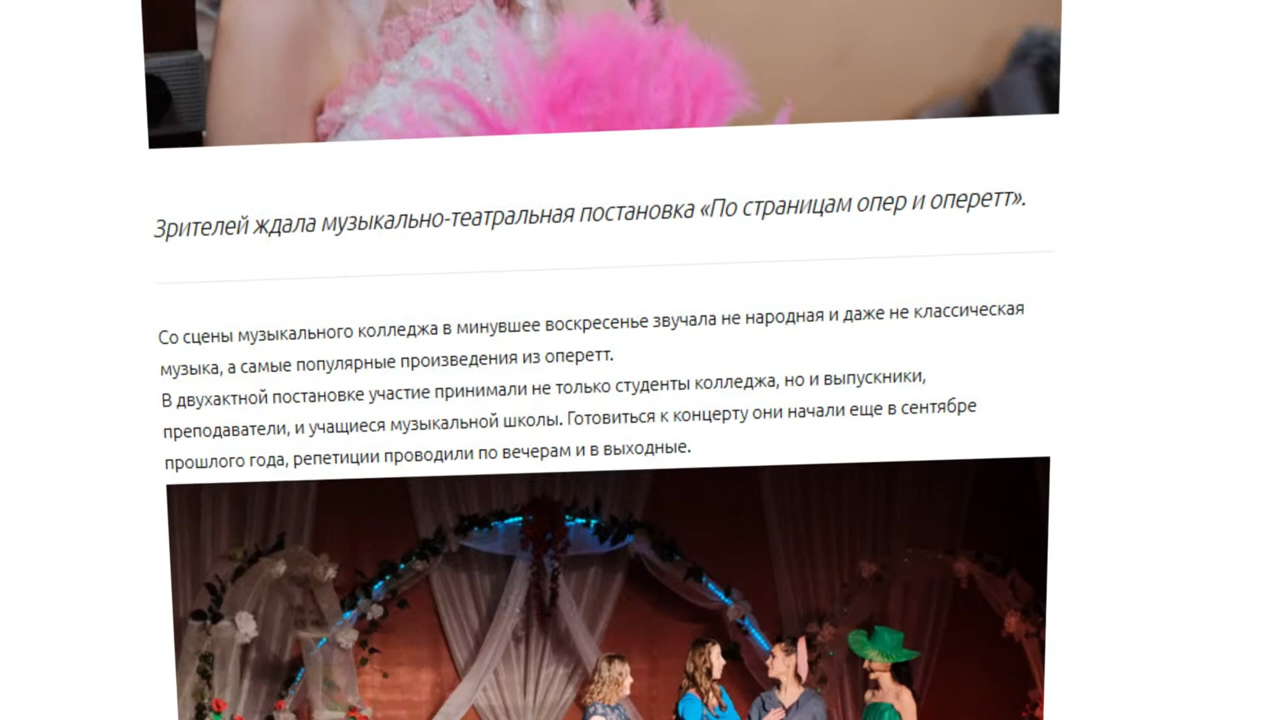 Зрителей ждала музыкально-театральная постановка «По страницам опер и оперетт».
Со сцены музыкального колледжа в минувшее воскресенье звучала не народная и даже не классическая
музыка, а самые популярные произведения из оперетт.
В двухактной постановке участие принимали не только студенты колледжа, но и выпускники,
преподаватели, и учащиеся музыкальной школы. Готовиться к концерту они начали еще в сентябре
прошлого года, репетиции проводили по вечерам и в выходные.